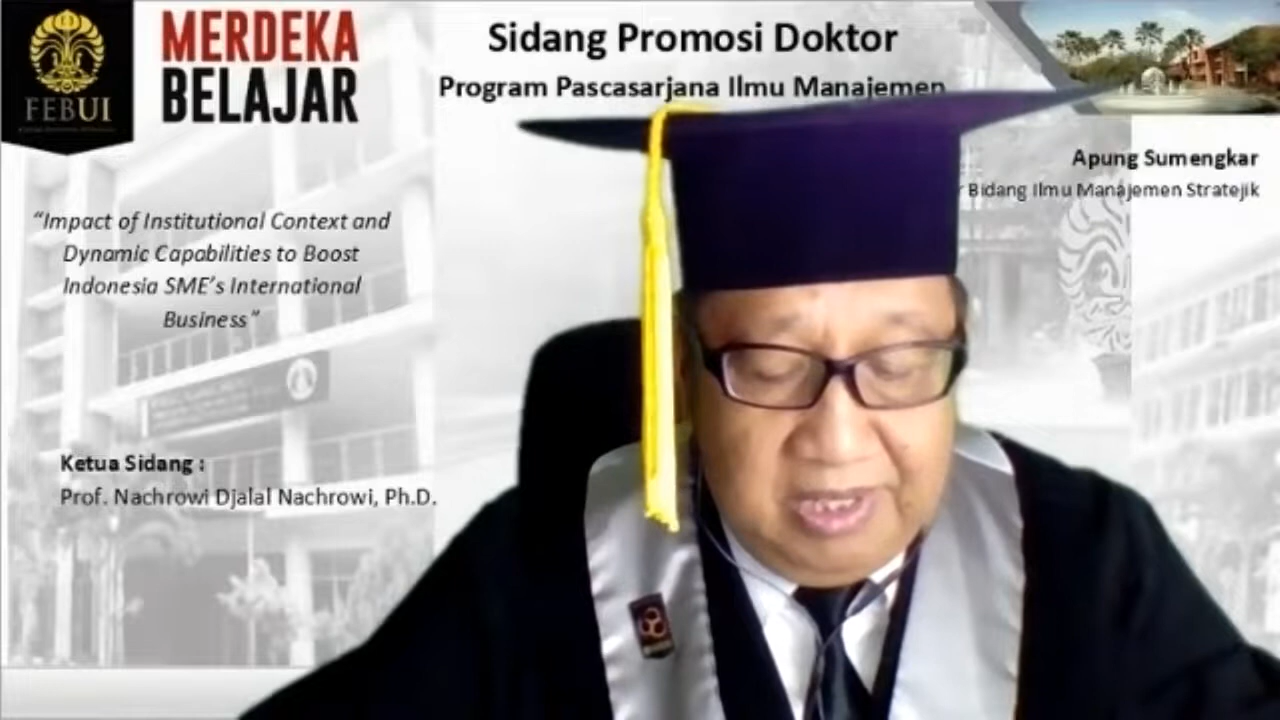 FEBUI
MERDEKA
BELAJAR
Sidang Promosi Doktor
Program Pascasarjana Ilmu Manajemen
Apung Sumengkar
Bidang Ilmu Manajemen Stratejik
“Impact of Institutional Context and
Dynamic Capabilities to Boost
Indonesia SME’s International
Business”
Ketua Sidang :
Prof. Nachrowi Djalal Nachrowi, Ph.D.